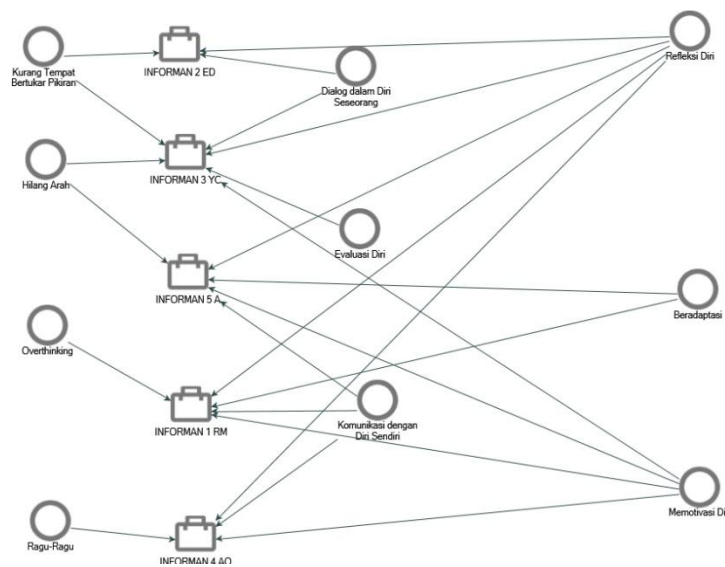 Kurang Tempat
Bertukar Pikiran
INFORMAN 2 ED
Dialog dalam Diri
Seseorang
Refleksi Diri
Hilang Arah
INFORMAN 3 YC
Evaluasi Diri
INFORMAN 5 A
Beradaptasi
Overthinking
INFORMAN 1 RM
Komunikasi dengan
Diri Sendiri
Memotivasi Di
Ragu-Ragu
INFORMAN 4 AO